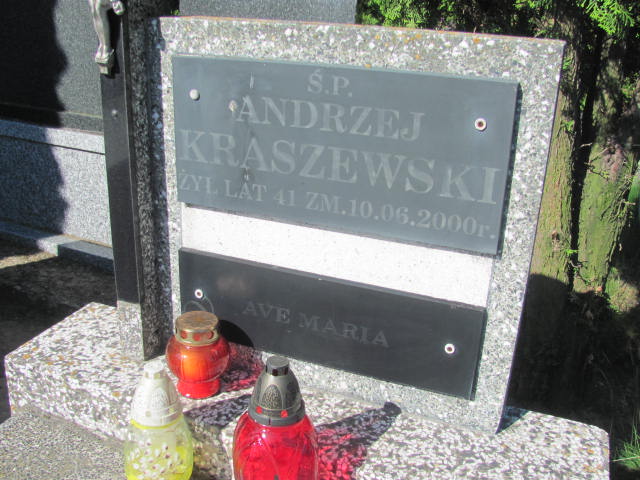 Ś.P.
ANDRZEJ
KRASZEWSKI
ŻYŁ LAT 41 ZM.10.06.2000r.
AVE MARIA